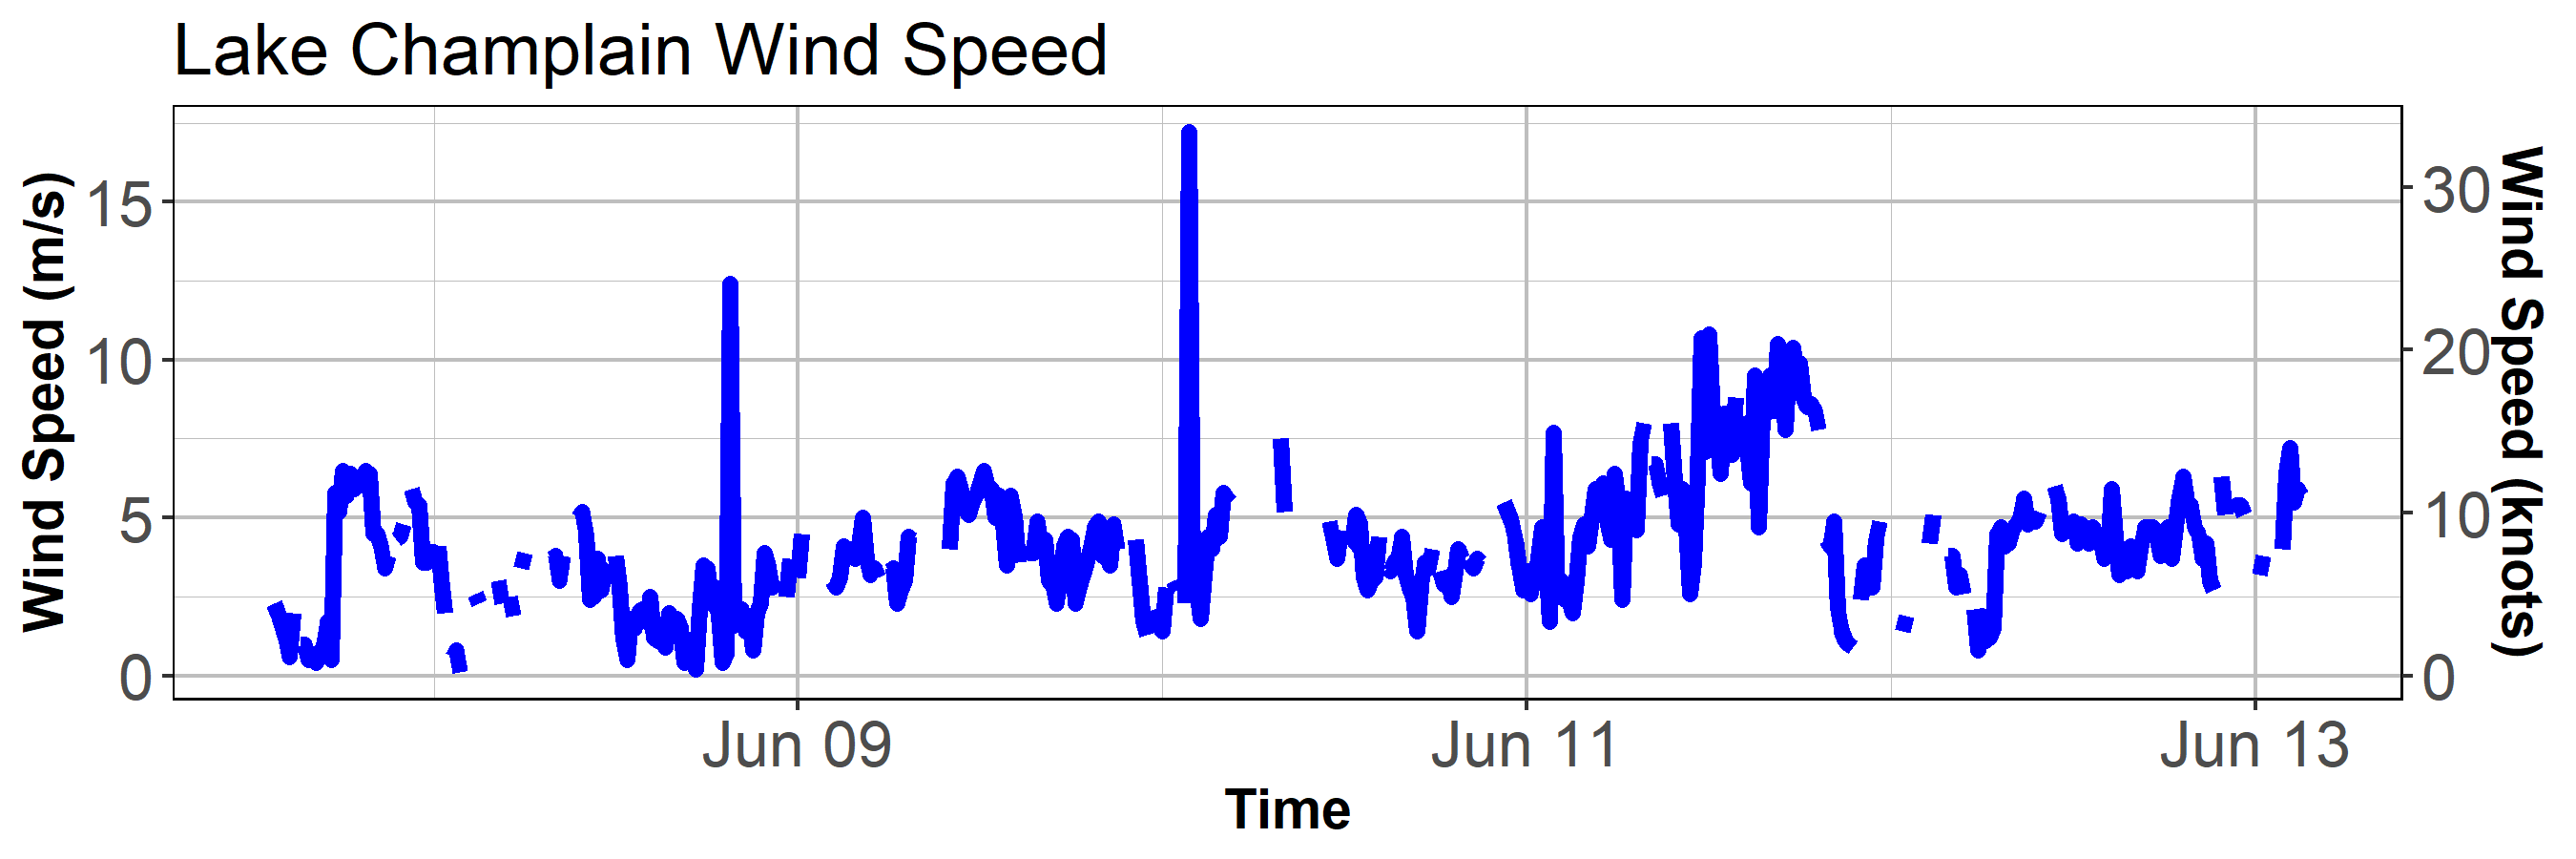 Lake Champlain Wind Speed
Wind Speed (m/s)
15
10
5
0
30
20
10
0
Wind Speed (knots)
Jun 09
Jun 11
Jun 13
Time